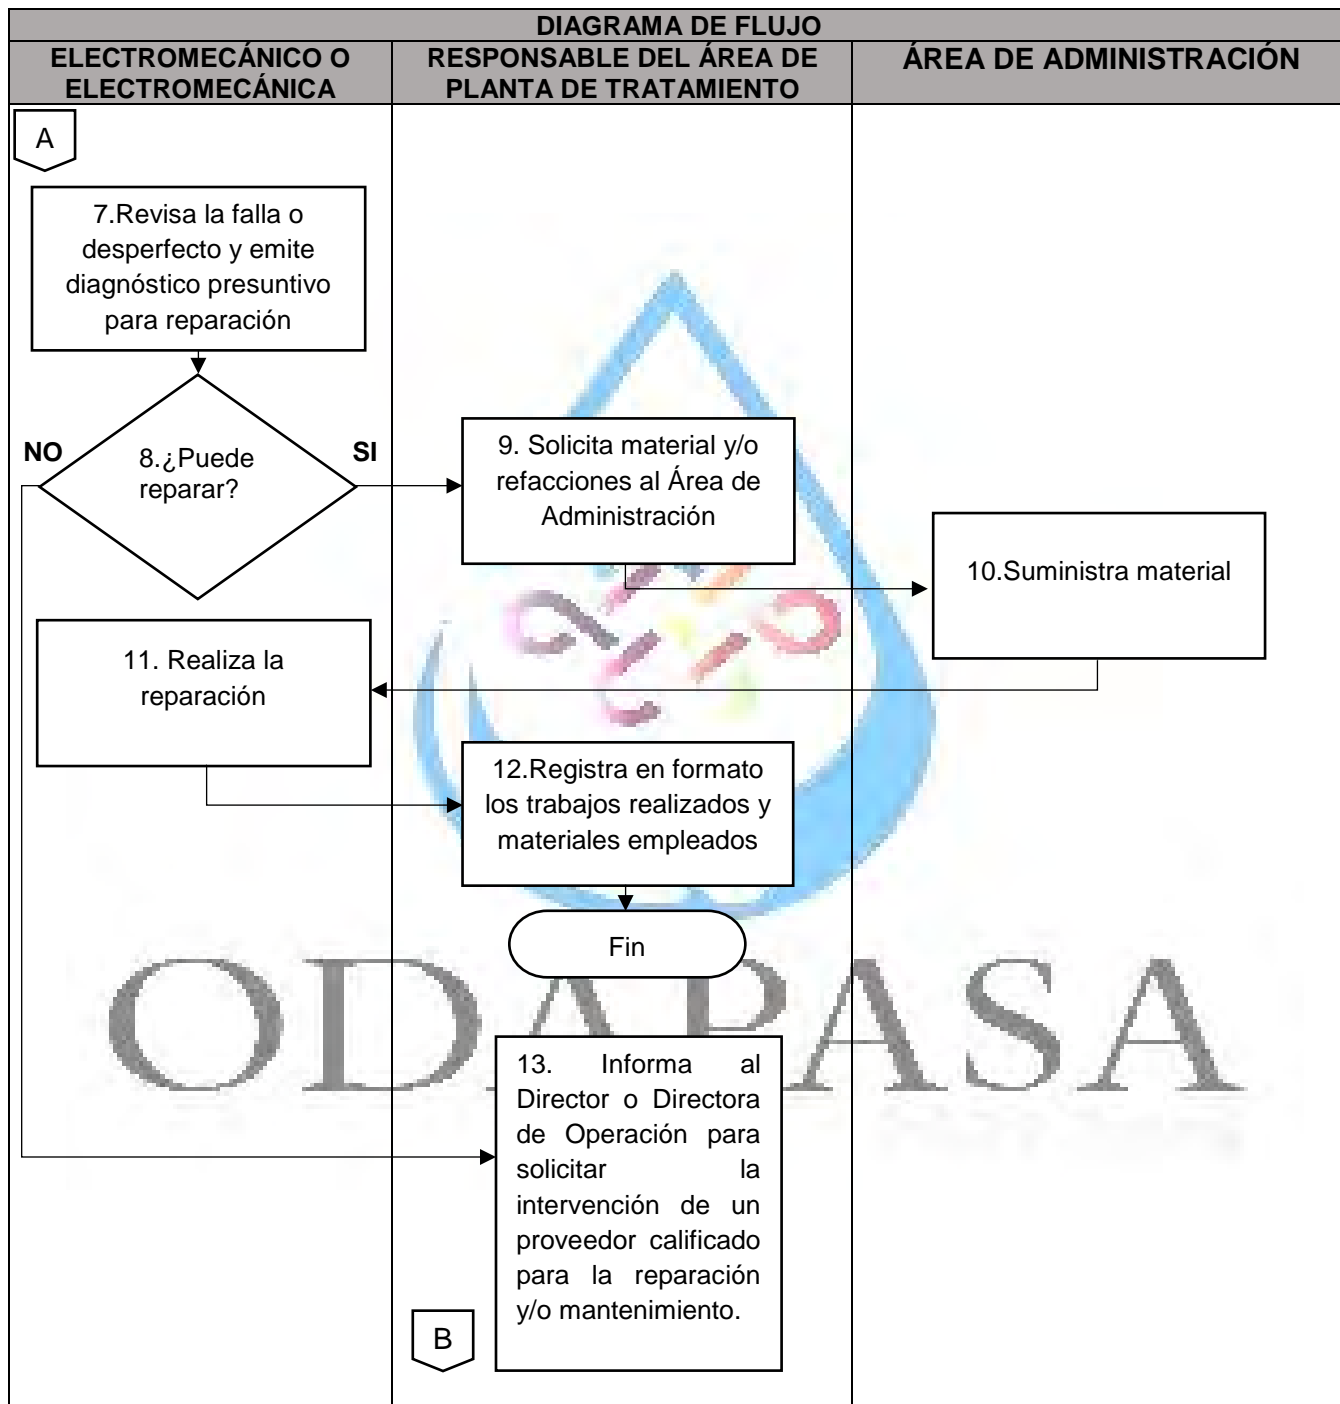 DIAGRAMA DE FLUJO
ELECTROMECÁNICO O
ELECTROMECÁNICA
RESPONSABLE DEL ÁREA DE
PLANTA DE TRATAMIENTO
ÁREA DE ADMINISTRACIÓN
A
7.Revisa la falla o
desperfecto y emite
diagnóstico presuntivo
para reparación
NO
8.¿Puede
reparar?
SI
9. Solicita material y/o
refacciones al Área de
Administración
10.Suministra material
11. Realiza la
reparación
12.Registra en formato
los trabajos realizados y
materiales empleados
Fin
ODAPASA
13. Informa al
Director o Directora
de Operación para
solicitar la
intervención de un
proveedor calificado
para la reparación
y/o mantenimiento.
B